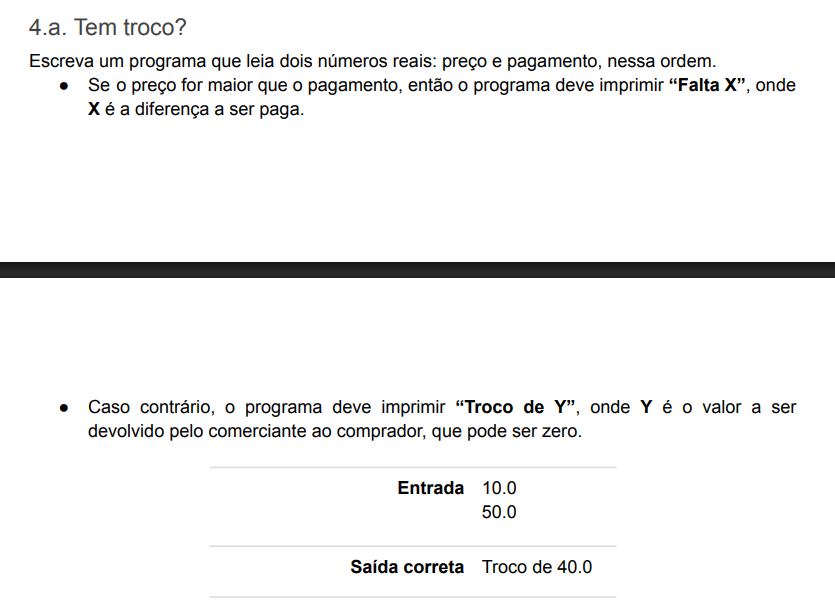 4.a. Tem troco?
Escreva um programa que leia dois números reais: preço e pagamento, nessa ordem.
● Se o preço for maior que o pagamento, então o programa deve imprimir “Falta X”, onde
X é a diferença a ser paga.
● Caso contrário, o programa deve imprimir “Troco de Y”, onde Y é o valor a ser
devolvido pelo comerciante ao comprador, que pode ser zero.
Entrada 10.0
50.0
Saída correta Troco de 40.0